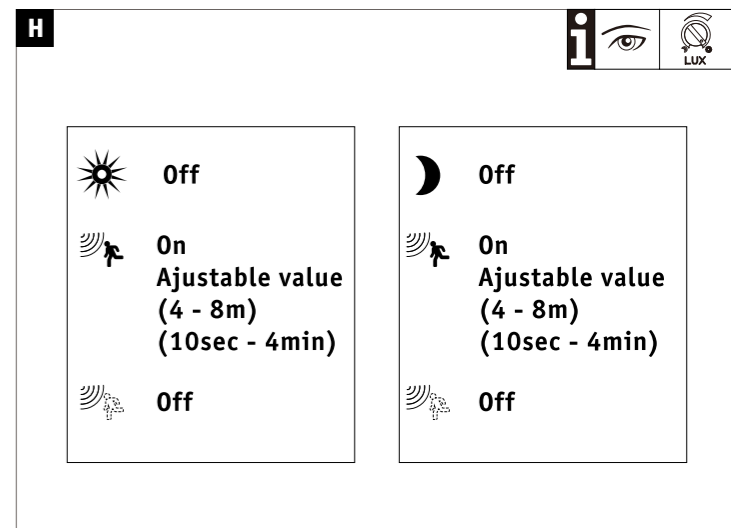 H
i
LUX
Off
On
Ajustable value
(4 - 8m)
(10sec - 4min)
Off
Off
On
Ajustable value
(4 - 8m)
(10sec - 4min)
Off